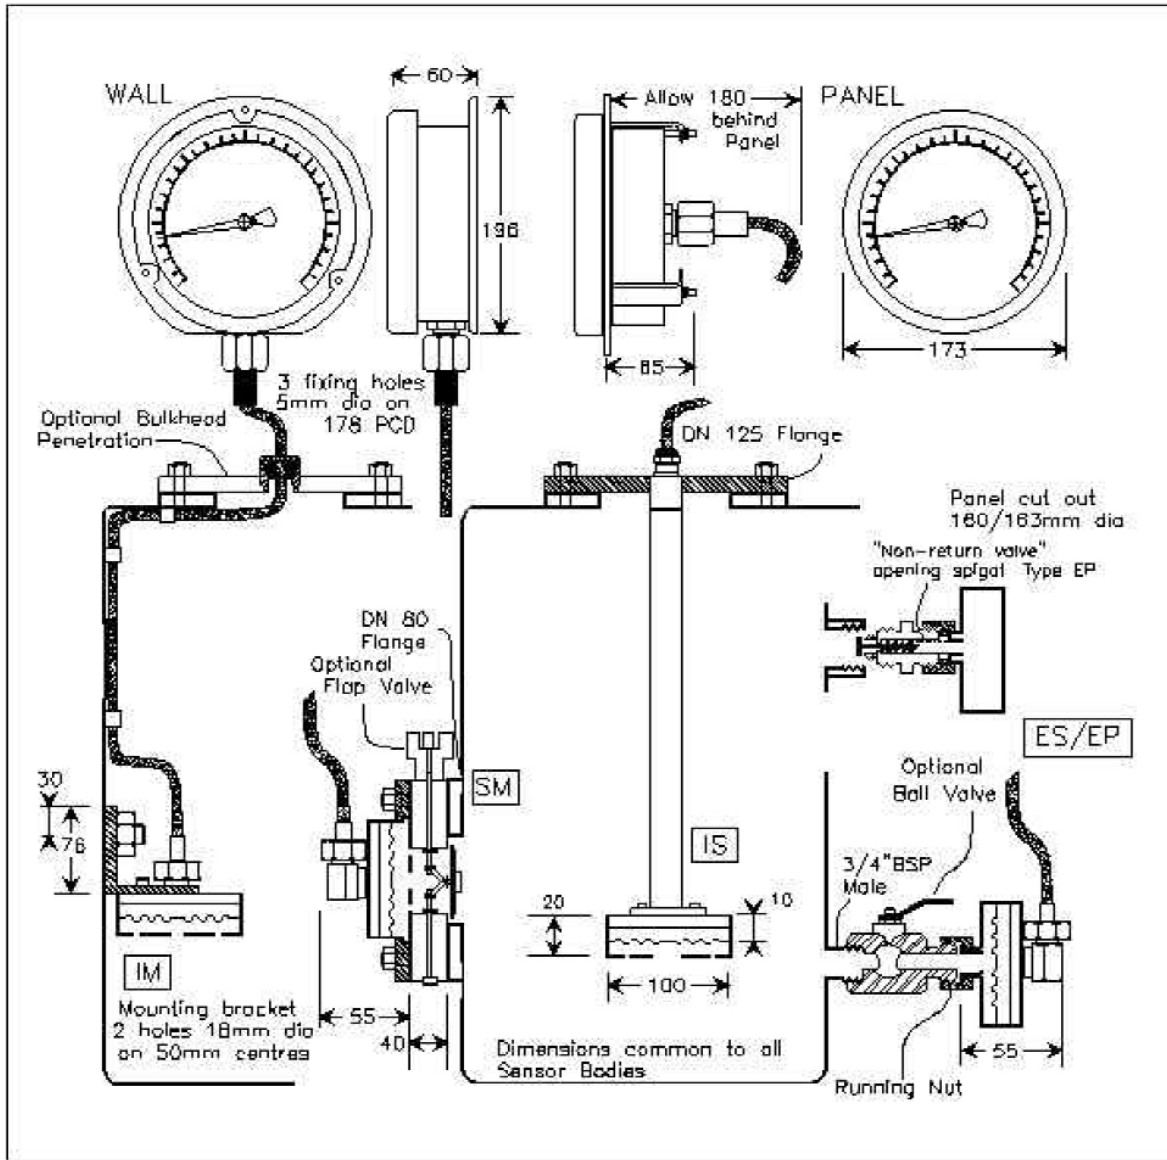 WALL
60
196
Allow 180
behind
Panel
PANEL
85
173
3 fixing holes
5mm dia on
178 PCD
Optional Bulkhead
Penetration
DN 125 Flange
Panel cut out
160/163mm dia
"Non-return valve"
opening spigot Type EP
DN 80
Flange
Optional
Flap Valve
SM
ES/EP
Optional
Ball Valve
30
76
IS
3/4"BSP
Male
20
10
100
IM
Mounting bracket
2 holes 18mm dia
on 50mm centres
55
40
Dimensions common to all
Sensor Bodies
55
Running Nut